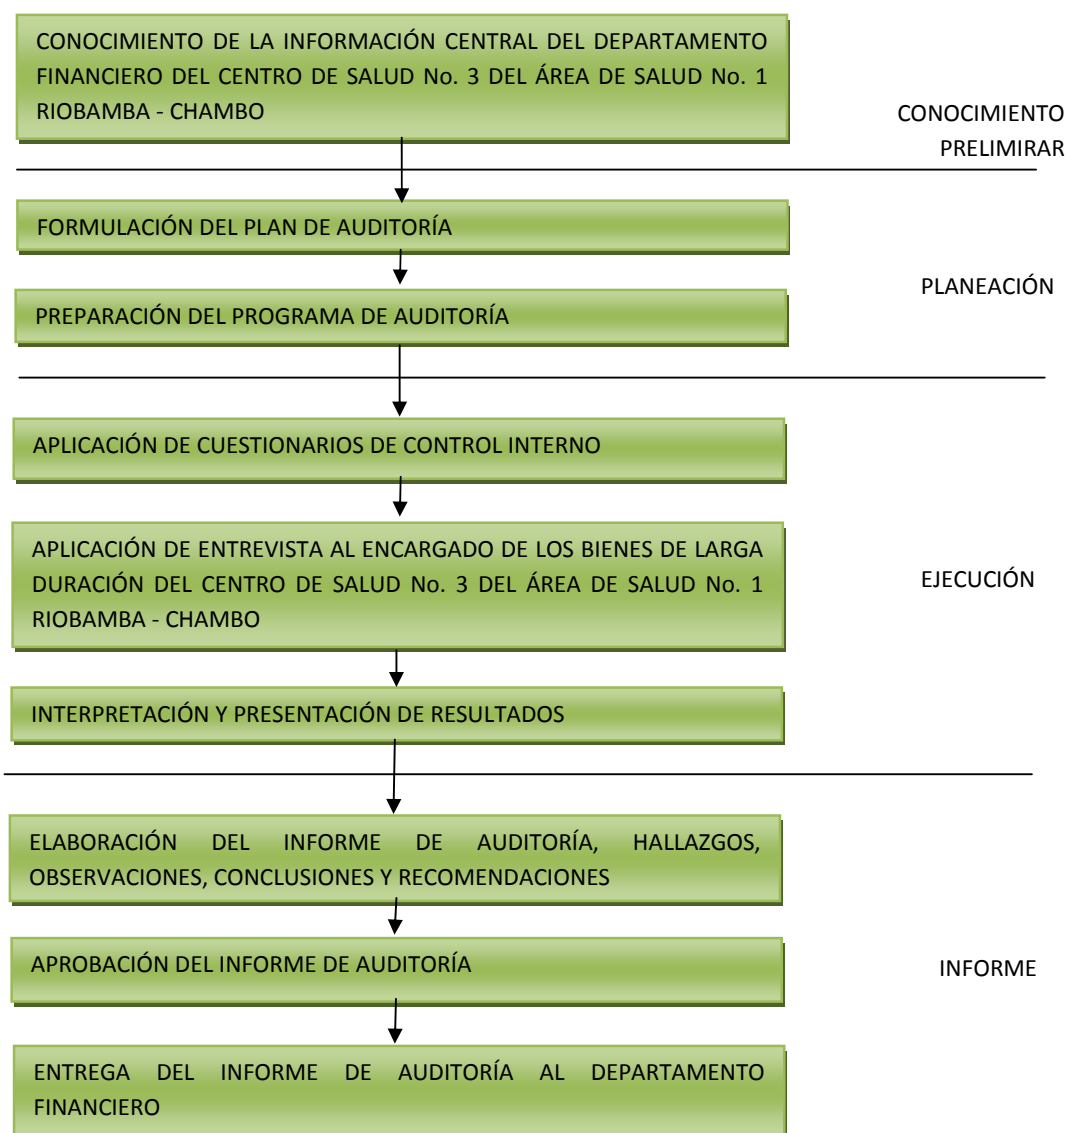 CONOCIMIENTO DE LA INFORMACIÓN CENTRAL DEL DEPARTAMENTO
FINANCIERO DEL CENTRO DE SALUD No. 3 DEL ÁREA DE SALUD No. 1
RIOBAMBA - CHAMBO
CONOCIMIENTO
PRELIMIRAR
FORMULACIÓN DEL PLAN DE AUDITORÍA
PLANEACIÓN
PREPARACIÓN DEL PROGRAMA DE AUDITORÍA
APLICACIÓN DE CUESTIONARIOS DE CONTROL INTERNO
APLICACIÓN DE ENTREVISTA AL ENCARGADO DE LOS BIENES DE LARGA
DURACIÓN DEL CENTRO DE SALUD No. 3 DEL ÁREA DE SALUD No. 1
RIOBAMBA - CHAMBO
EJECUCIÓN
INTERPRETACIÓN Y PRESENTACIÓN DE RESULTADOS
ELABORACIÓN DEL INFORME DE AUDITORÍA, HALLAZGOS,
OBSERVACIONES, CONCLUSIONES Y RECOMENDACIONES
APROBACIÓN DEL INFORME DE AUDITORÍA
INFORME
ENTREGA DEL INFORME DE AUDITORÍA AL DEPARTAMENTO
FINANCIERO